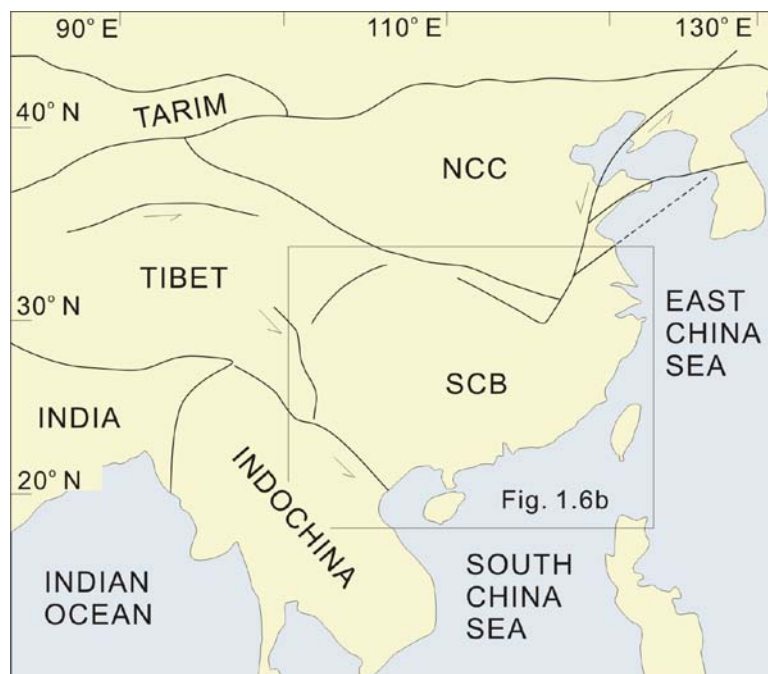 90° E
110° E
130° E
40° N
TARIM
NCC
TIBET
30° N
EAST
CHINA
SEA
SCB
INDIA
20° N
INDOCHINA
Fig. 1.6b
INDIAN
OCEAN
SOUTH
CHINA
SEA